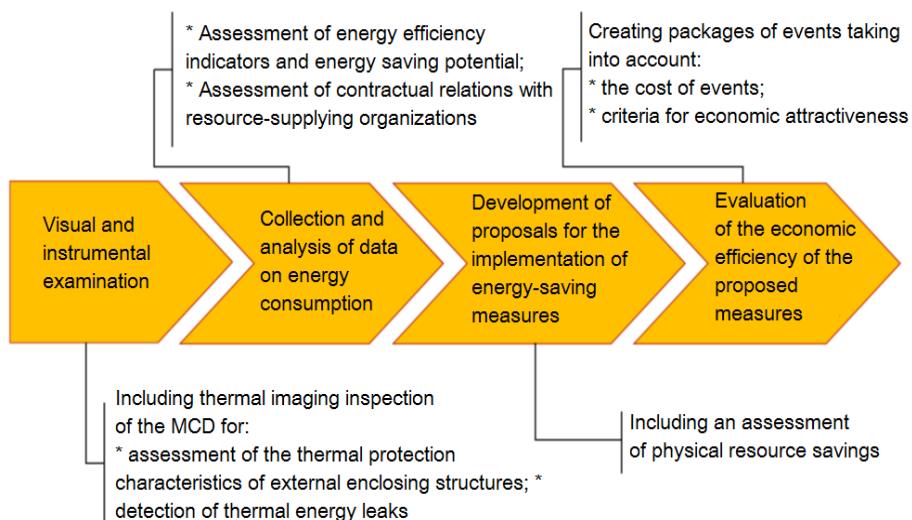 * Assessment of energy efficiency
indicators and energy saving potential;
* Assessment of contractual relations with
resource-supplying organizations
Creating packages of events taking
into account:
* the cost of events;
* criteria for economic attractiveness
Visual and
instrumental
examination
Collection and
analysis of data
on energy
consumption
Development of
proposals for the
implementation of
energy-saving
measures
Evaluation
of the economic
efficiency of the
proposed
measures
Including thermal imaging inspection
of the MCD for:
* assessment of the thermal protection
characteristics of external enclosing structures; *
detection of thermal energy leaks
Including an assessment
of physical resource savings